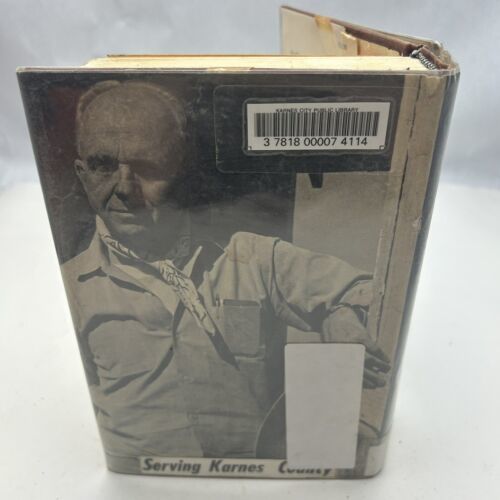 KARNES CITY PUBLIC LIBRARY
3 7818 00007 4114
Serving Karnes County